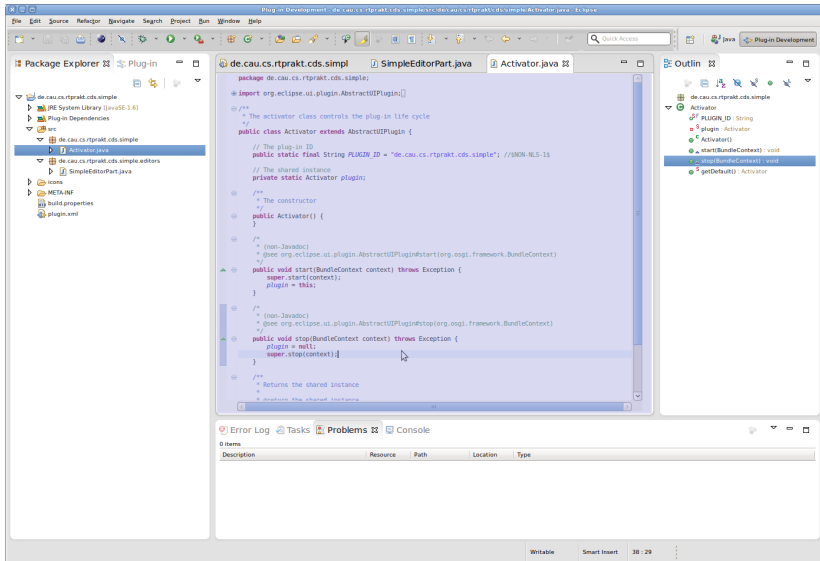 Plug-in Development - de.cau.cs.rtprakt.cds.simple/src/de/cau/cs/rtprakt/cds/simple/Activator.java - Eclipse
File Edit Source Refactor Navigate Search Project Run Window Help
Quick Access
Java
Plug-in Development
Package Explorer
Plug-in
de.cau.cs.rtprakt.cds.simple
JRE System Library [JavaSE-1.6]
Plug-in Dependencies
src
de.cau.cs.rtprakt.cds.simple
Activator.java
de.cau.cs.rtprakt.cds.simple.editors
SimpleEditorPart.java
icons
META-INF
build.properties
plugin.xml
de.cau.cs.rtprakt.cds.simpl
SimpleEditorPart.java
Activator.java
package de.cau.cs.rtprakt.cds.simple;
import org.eclipse.ui.plugin.AbstractUIPlugin;
/**
* The activator class controls the plug-in life cycle
*/
public class Activator extends AbstractUIPlugin {
// The plug-in ID
public static final String PLUGIN_ID = "de.cau.cs.rtprakt.cds.simple"; //$NON-NLS-1$
// The shared instance
private static Activator plugin;
/**
* The constructor
*/
public Activator() {
}
/*
* (non-Javadoc)
* @see org.eclipse.ui.plugin.AbstractUIPlugin#start(org.osgi.framework.BundleContext)
*/
public void start(BundleContext context) throws Exception {
super.start(context);
plugin = this;
}
/*
* (non-Javadoc)
* @see org.eclipse.ui.plugin.AbstractUIPlugin#stop(org.osgi.framework.BundleContext)
*/
public void stop(BundleContext context) throws Exception {
plugin = null;
super.stop(context);
}
/**
* Returns the shared instance
*
* @return the shared instance
Outlin
de.cau.cs.rtprakt.cds.simple
Activator
PLUGIN_ID : String
plugin : Activator
Activator()
start(BundleContext) : void
stop(BundleContext) : void
getDefault() : Activator
Error Log
Tasks
Problems
Console
0 items
Description Resource Path Location Type
Writable Smart Insert 38 : 29